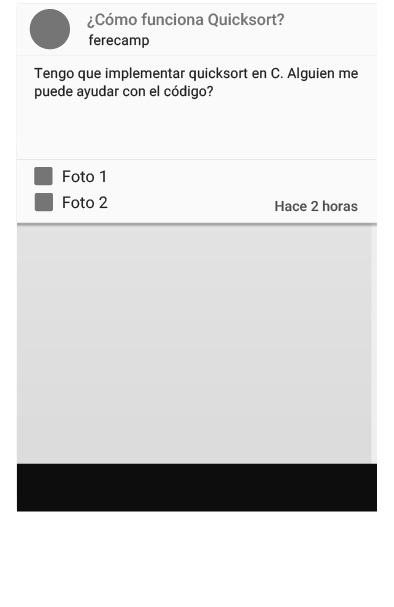 ¿Cómo funciona Quicksort?
ferecamp
Tengo que implementar quicksort en C. Alguien me
puede ayudar con el código?
Foto 1
Foto 2
Hace 2 horas